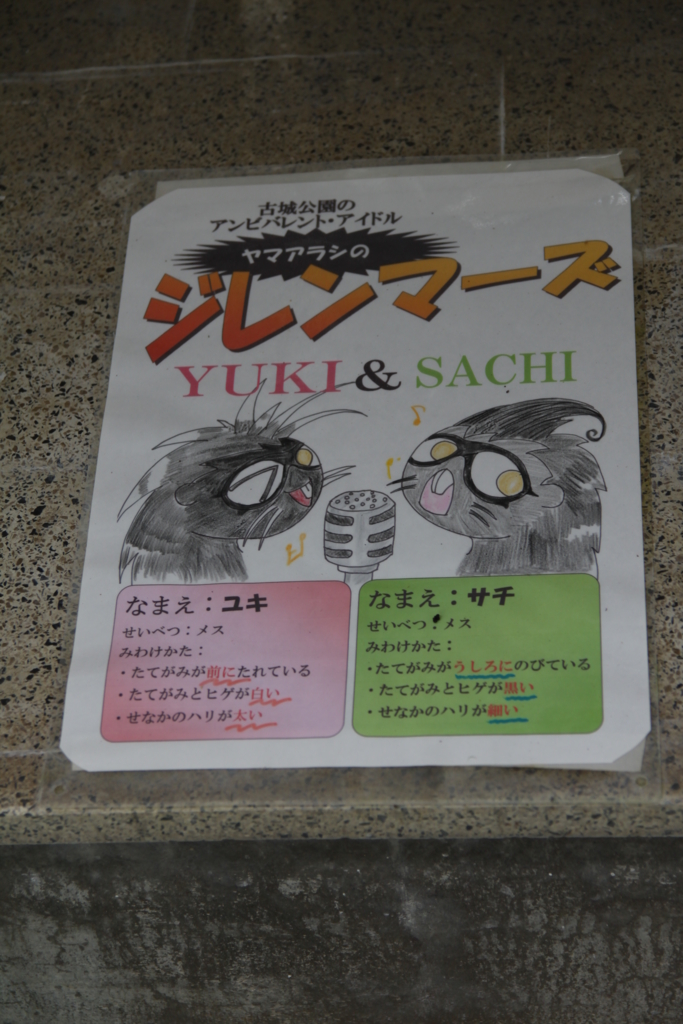 古城公園の
アンビバレント・アイドル
ヤマアラシの
ジレンマーズ
YUKI & SACHI
なまえ：ユキ
せいべつ：メス
みわけかた：
・たてがみが前にたれている
・たてがみとヒゲが白い
・せなかのハリが太い
なまえ：サチ
せいべつ：メス
みわけかた：
・たてがみがうしろにのびている
・たてがみとヒゲが黒い
・せなかのハリが細い